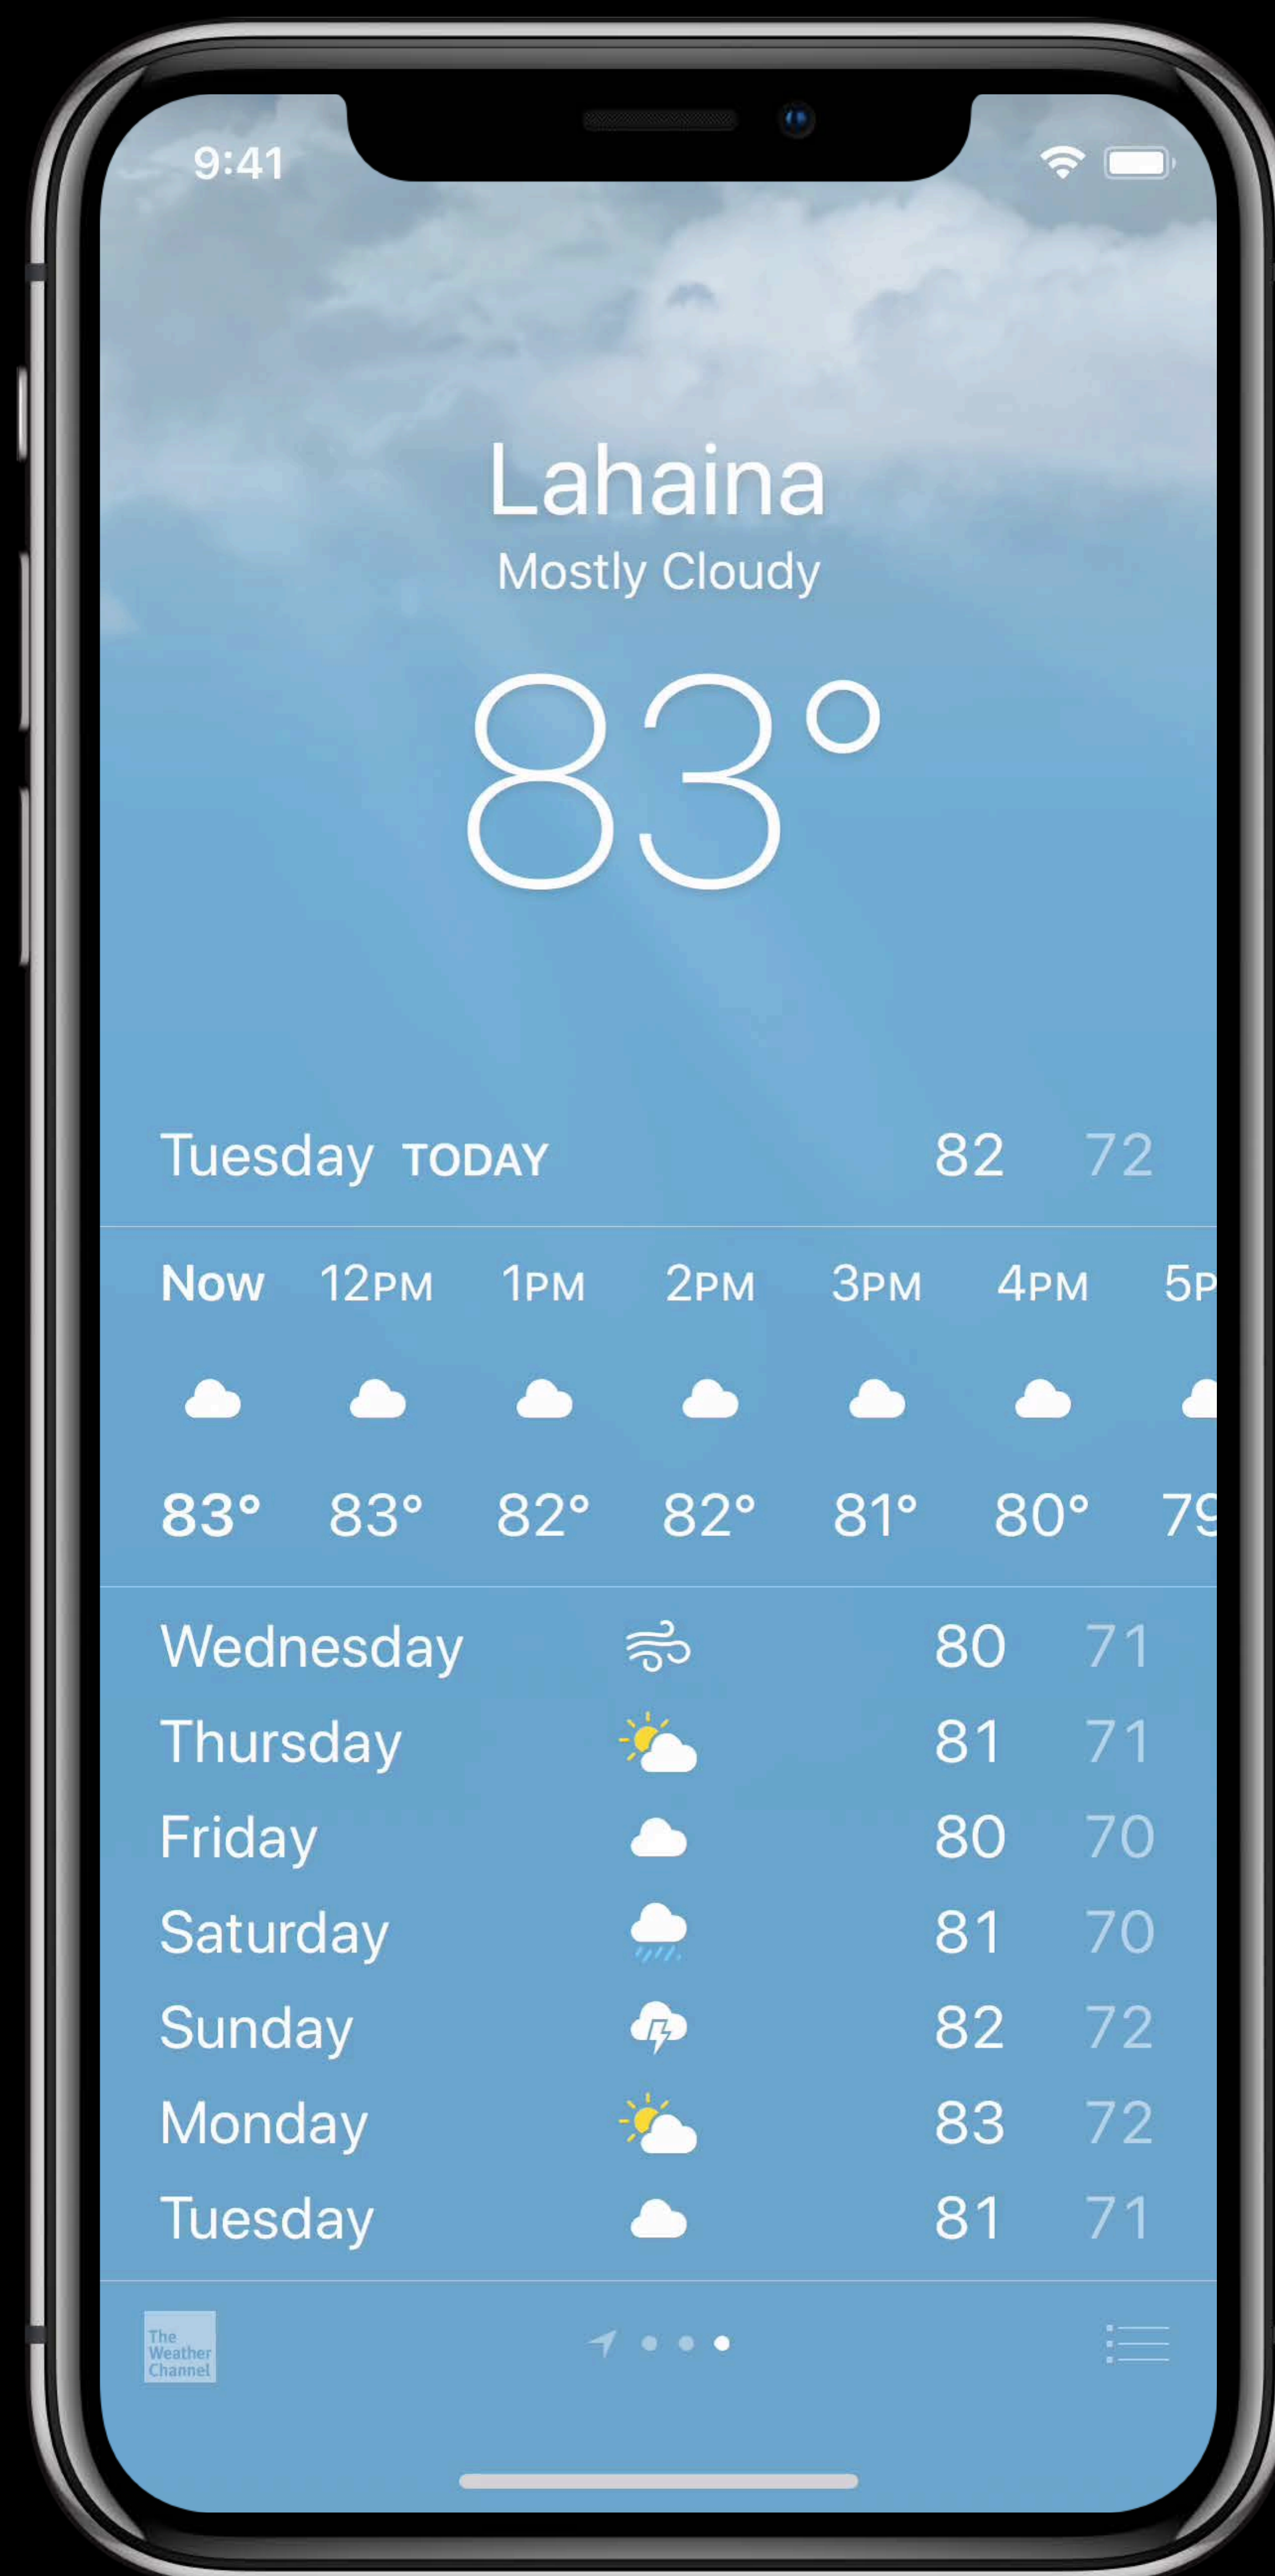 9:41
Lahaina
Mostly Cloudy
83°
Tuesday TODAY 82 72
Now 12PM 1PM 2PM 3PM 4PM 5P
83° 83° 82° 82° 81° 80° 79
Wednesday 80 71
Thursday 81 71
Friday 80 70
Saturday 81 70
Sunday 82 72
Monday 83 72
Tuesday 81 71
The
Weather
Channel